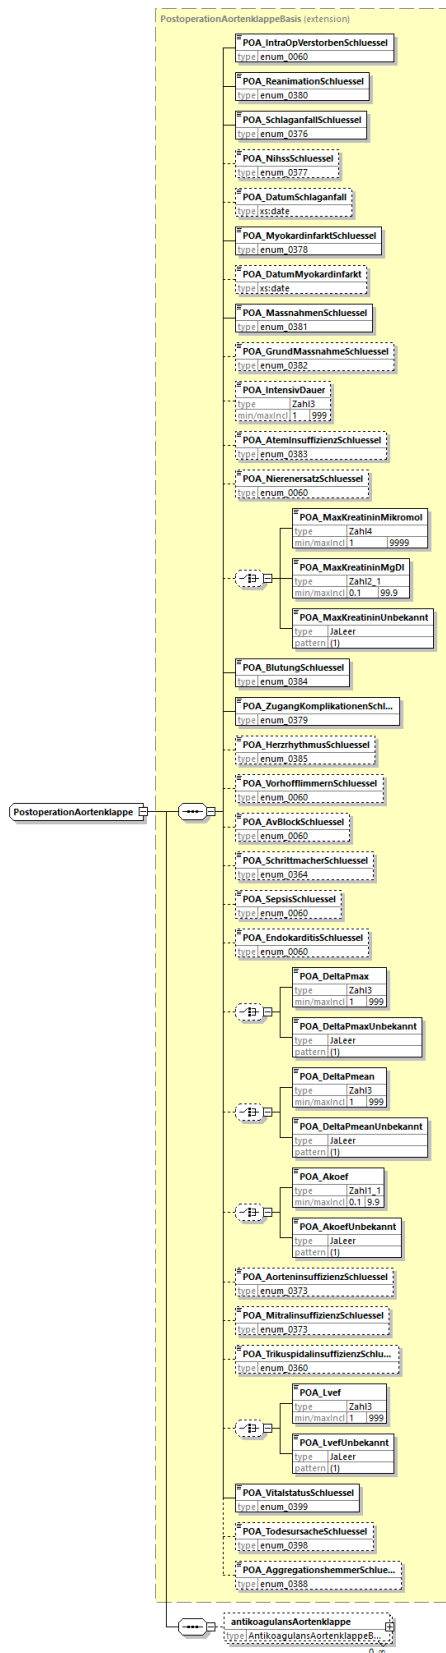 PostoperationAortenklappeBasis (extension)
POA_IntraOpVerstorbenSchluessel
type enum_0060
POA_ReanimationSchluessel
type enum_0380
POA_SchlaganfallSchluessel
type enum_0376
POA_NihssSchluessel
type enum_0377
POA_DatumSchlaganfall
type xs:date
POA_MyokardinfarktSchluessel
type enum_0378
POA_DatumMyokardinfarkt
type xs:date
POA_MassnahmenSchluessel
type enum_0381
POA_GrundMassnahmeSchluessel
type enum_0382
POA_IntensivDauer
type Zahl3
min/maxIncl 1 999
POA_AtemInsuffizienzSchluessel
type enum_0383
POA_NierenersatzSchluessel
type enum_0060
POA_MaxKreatininMikromol
type Zahl4
min/maxIncl 1 9999
POA_MaxKreatininMgDl
type Zahl2_1
min/maxIncl 0.1 99.9
POA_MaxKreatininUnbekannt
type JaLeer
pattern (1)
POA_BlutungSchluessel
type enum_0384
POA_ZugangKomplikationenSchl...
type enum_0379
POA_HerzrhythmusSchluessel
type enum_0385
POA_VorhofflimmernSchluessel
type enum_0060
PostoperationAortenklappe
POA_AvBlockSchluessel
type enum_0060
POA_SchrittmacherSchluessel
type enum_0364
POA_SepsisSchluessel
type enum_0060
POA_EndokarditisSchluessel
type enum_0060
POA_DeltaPmax
type Zahl3
min/maxIncl 1 999
POA_DeltaPmaxUnbekannt
type JaLeer
pattern (1)
POA_DeltaPmean
type Zahl3
min/maxIncl 1 999
POA_DeltaPmeanUnbekannt
type JaLeer
pattern (1)
POA_Akoef
type Zahl1_1
min/maxIncl 0.1 9.9
POA_AkoefUnbekannt
type JaLeer
pattern (1)
POA_AorteninsuffizienzSchluessel
type enum_0373
POA_MitralinsuffizienzSchluessel
type enum_0373
POA_TrikuspidalinsuffizienzSchlu...
type enum_0360
POA_Lvef
type Zahl3
min/maxIncl 1 999
POA_LvefUnbekannt
type JaLeer
pattern (1)
POA_VitalstatusSchluessel
type enum_0399
POA_TodesursacheSchluessel
type enum_0398
POA_AggregationshemmerSchlue...
type enum_0388
antikoagulansAortenklappe
type AntikoagulansAortenklappeB...